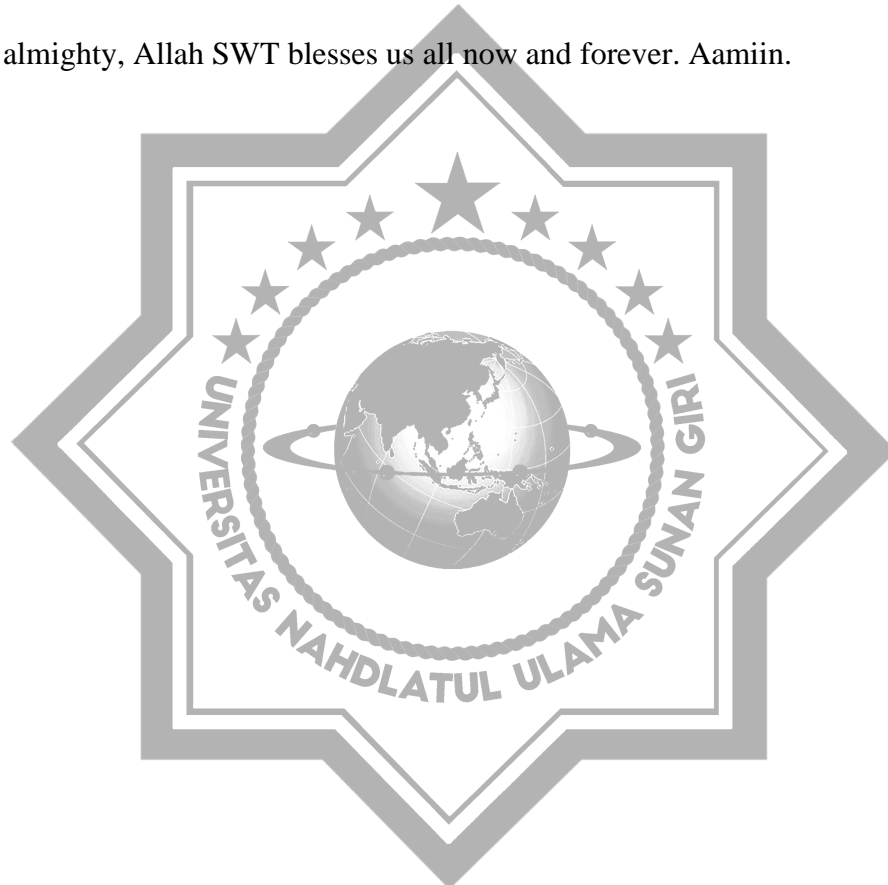 almighty, Allah SWT blesses us all now and forever. Aamiin.
UNIVERSITAS NAHDLATUL ULAMA SUNAN GIRI